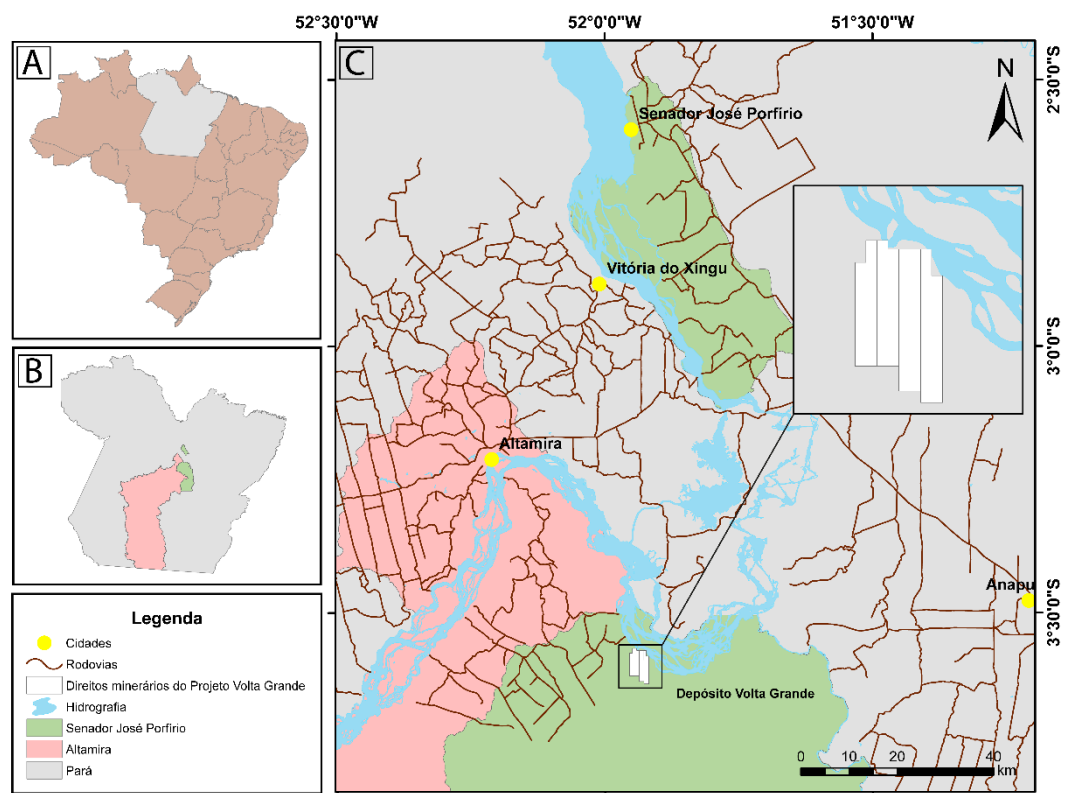 52°30'0"W
52°0'0"W
51°30'0"W
A
B
C
N
2°30'0"S
3°0'0"S
3°30'0"S
Senador José Porfírio
Vitória do Xingu
Altamira
Anapu
Depósito Volta Grande
0 10 20 40
km
Legenda
Cidades
Rodovias
Direitos minerários do Projeto Volta Grande
Hidrografia
Senador José Porfírio
Altamira
Pará